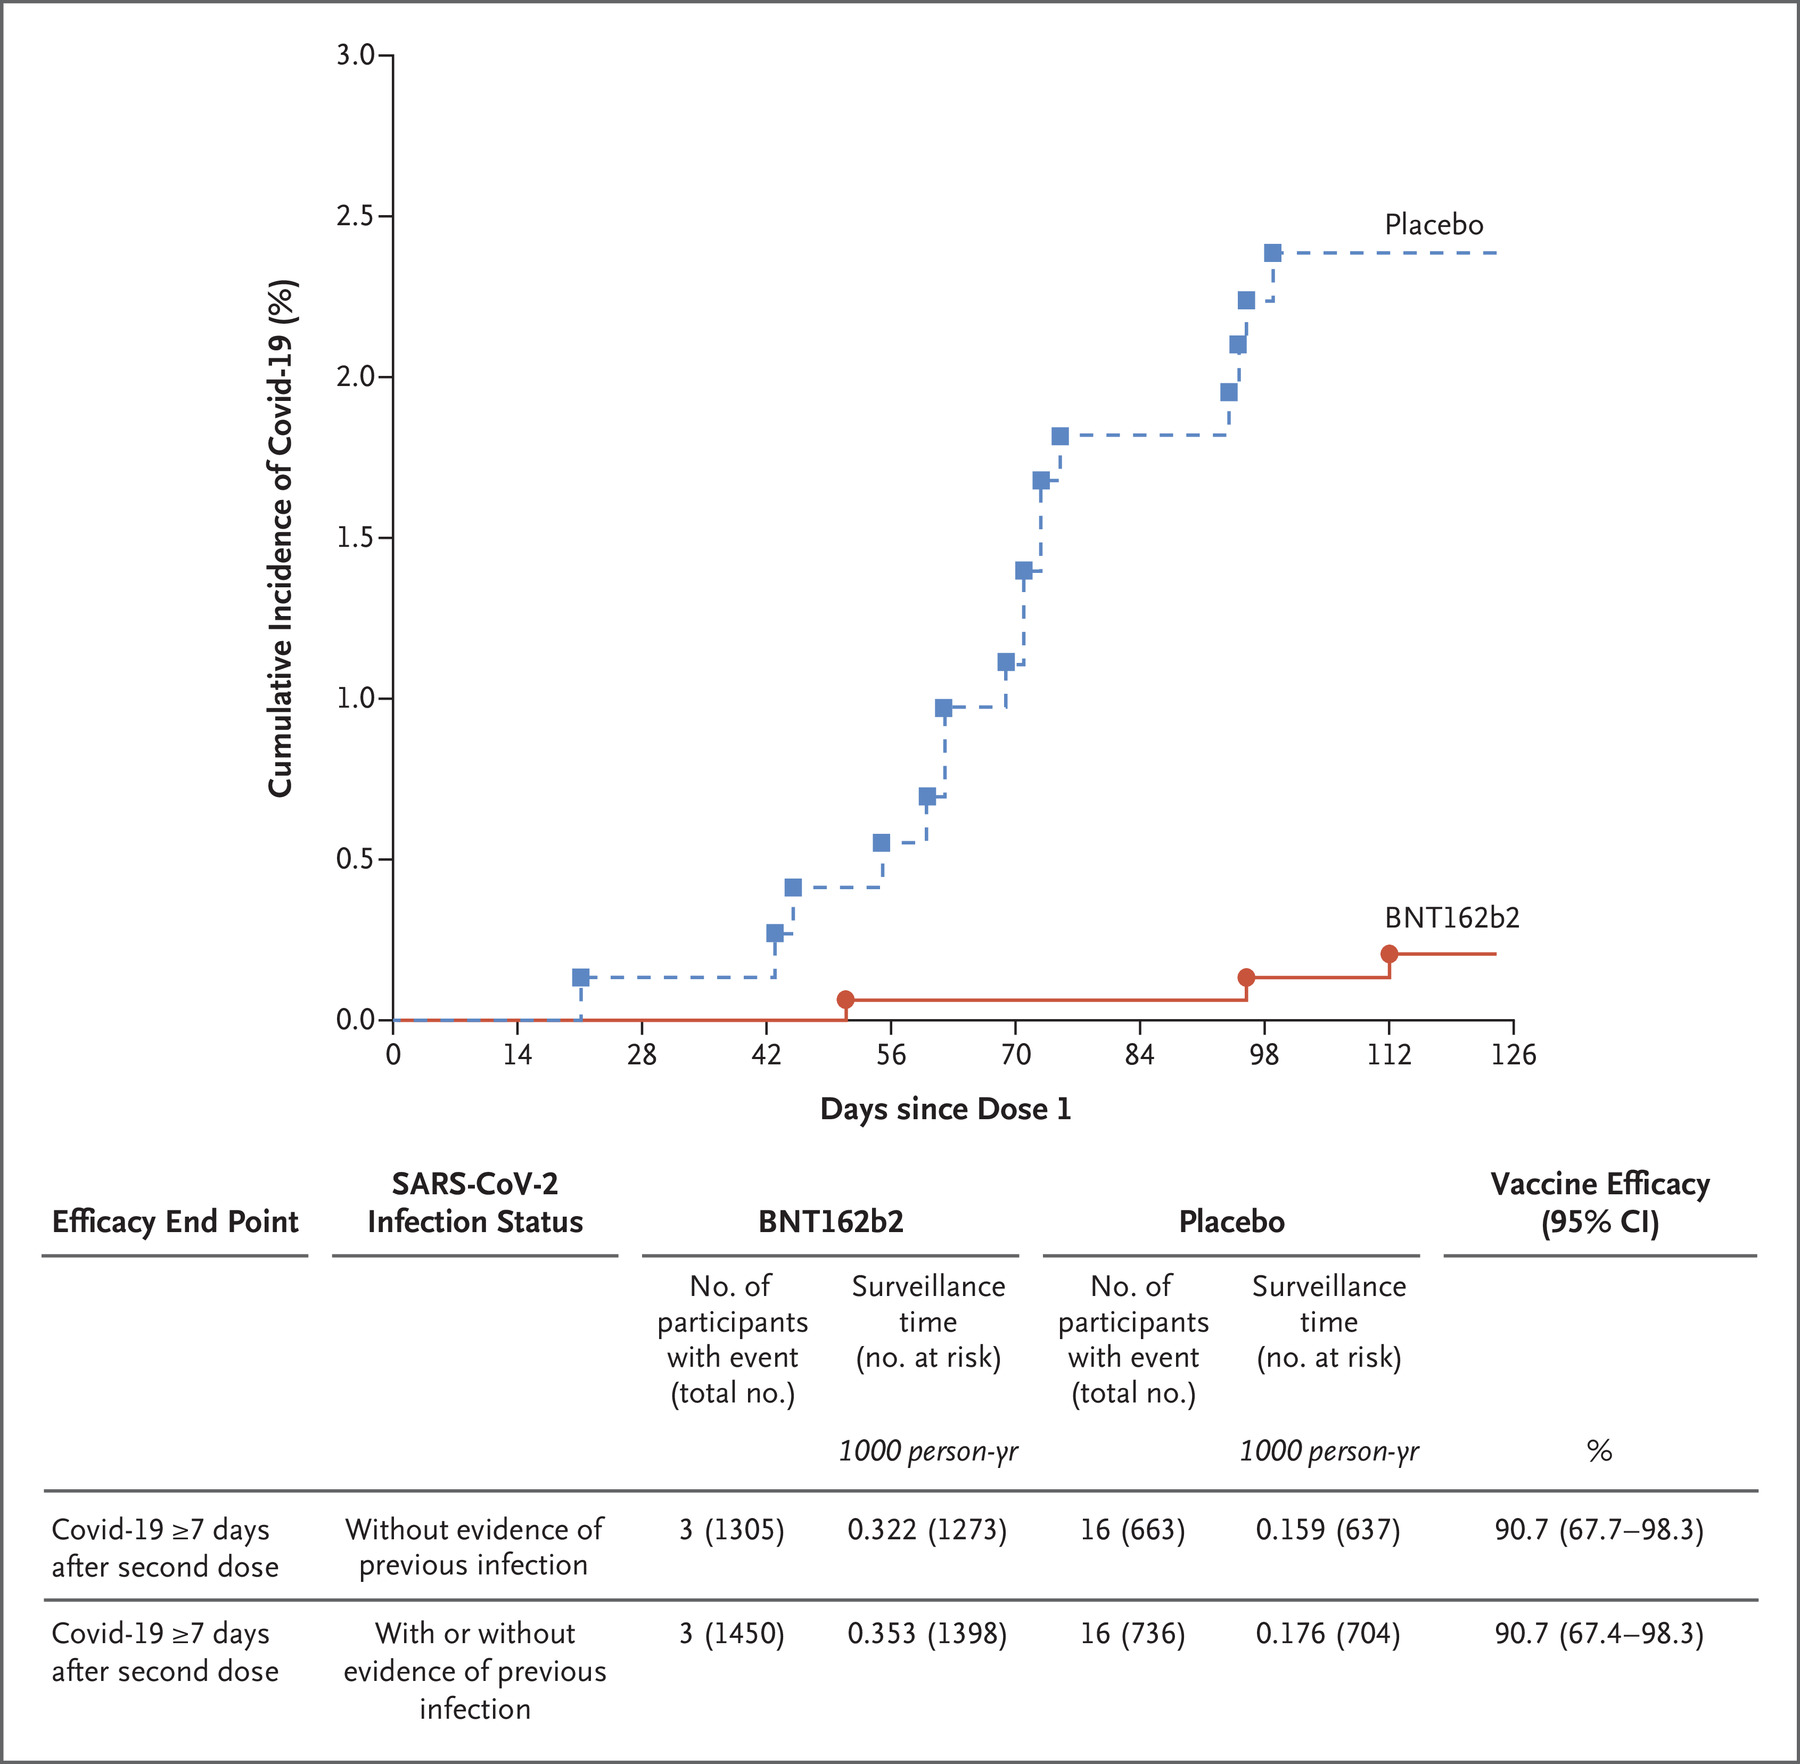 3.0
2.5
2.0
1.5
1.0
0.5
0.0
Cumulative Incidence of Covid-19 (%)
Placebo
BNT162b2
0 14 28 42 56 70 84 98 112 126
Days since Dose 1
Efficacy End Point
SARS-CoV-2
Infection Status
BNT162b2
Placebo
Vaccine Efficacy
(95% CI)
No. of
participants
with event
(total no.)
Surveillance
time
(no. at risk)
No. of
participants
with event
(total no.)
Surveillance
time
(no. at risk)
1000 person-yr
1000 person-yr
%
Covid-19 ≥7 days
after second dose
Without evidence of
previous infection
3 (1305)
0.322 (1273)
16 (663)
0.159 (637)
90.7 (67.7–98.3)
Covid-19 ≥7 days
after second dose
With or without
evidence of previous
infection
3 (1450)
0.353 (1398)
16 (736)
0.176 (704)
90.7 (67.4–98.3)